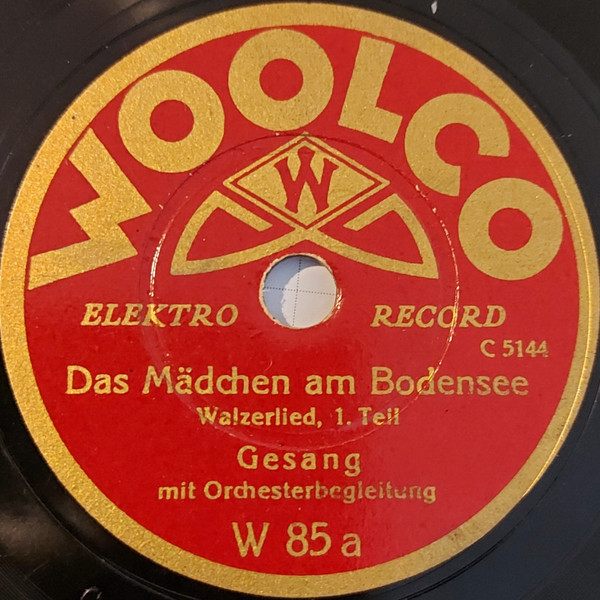 WOOLCO
W
ELEKTRO RECORD
C 5144
Das Mädchen am Bodensee
Walzerlied, 1. Teil
Gesang
mit Orchesterbegleitung
W 85 a